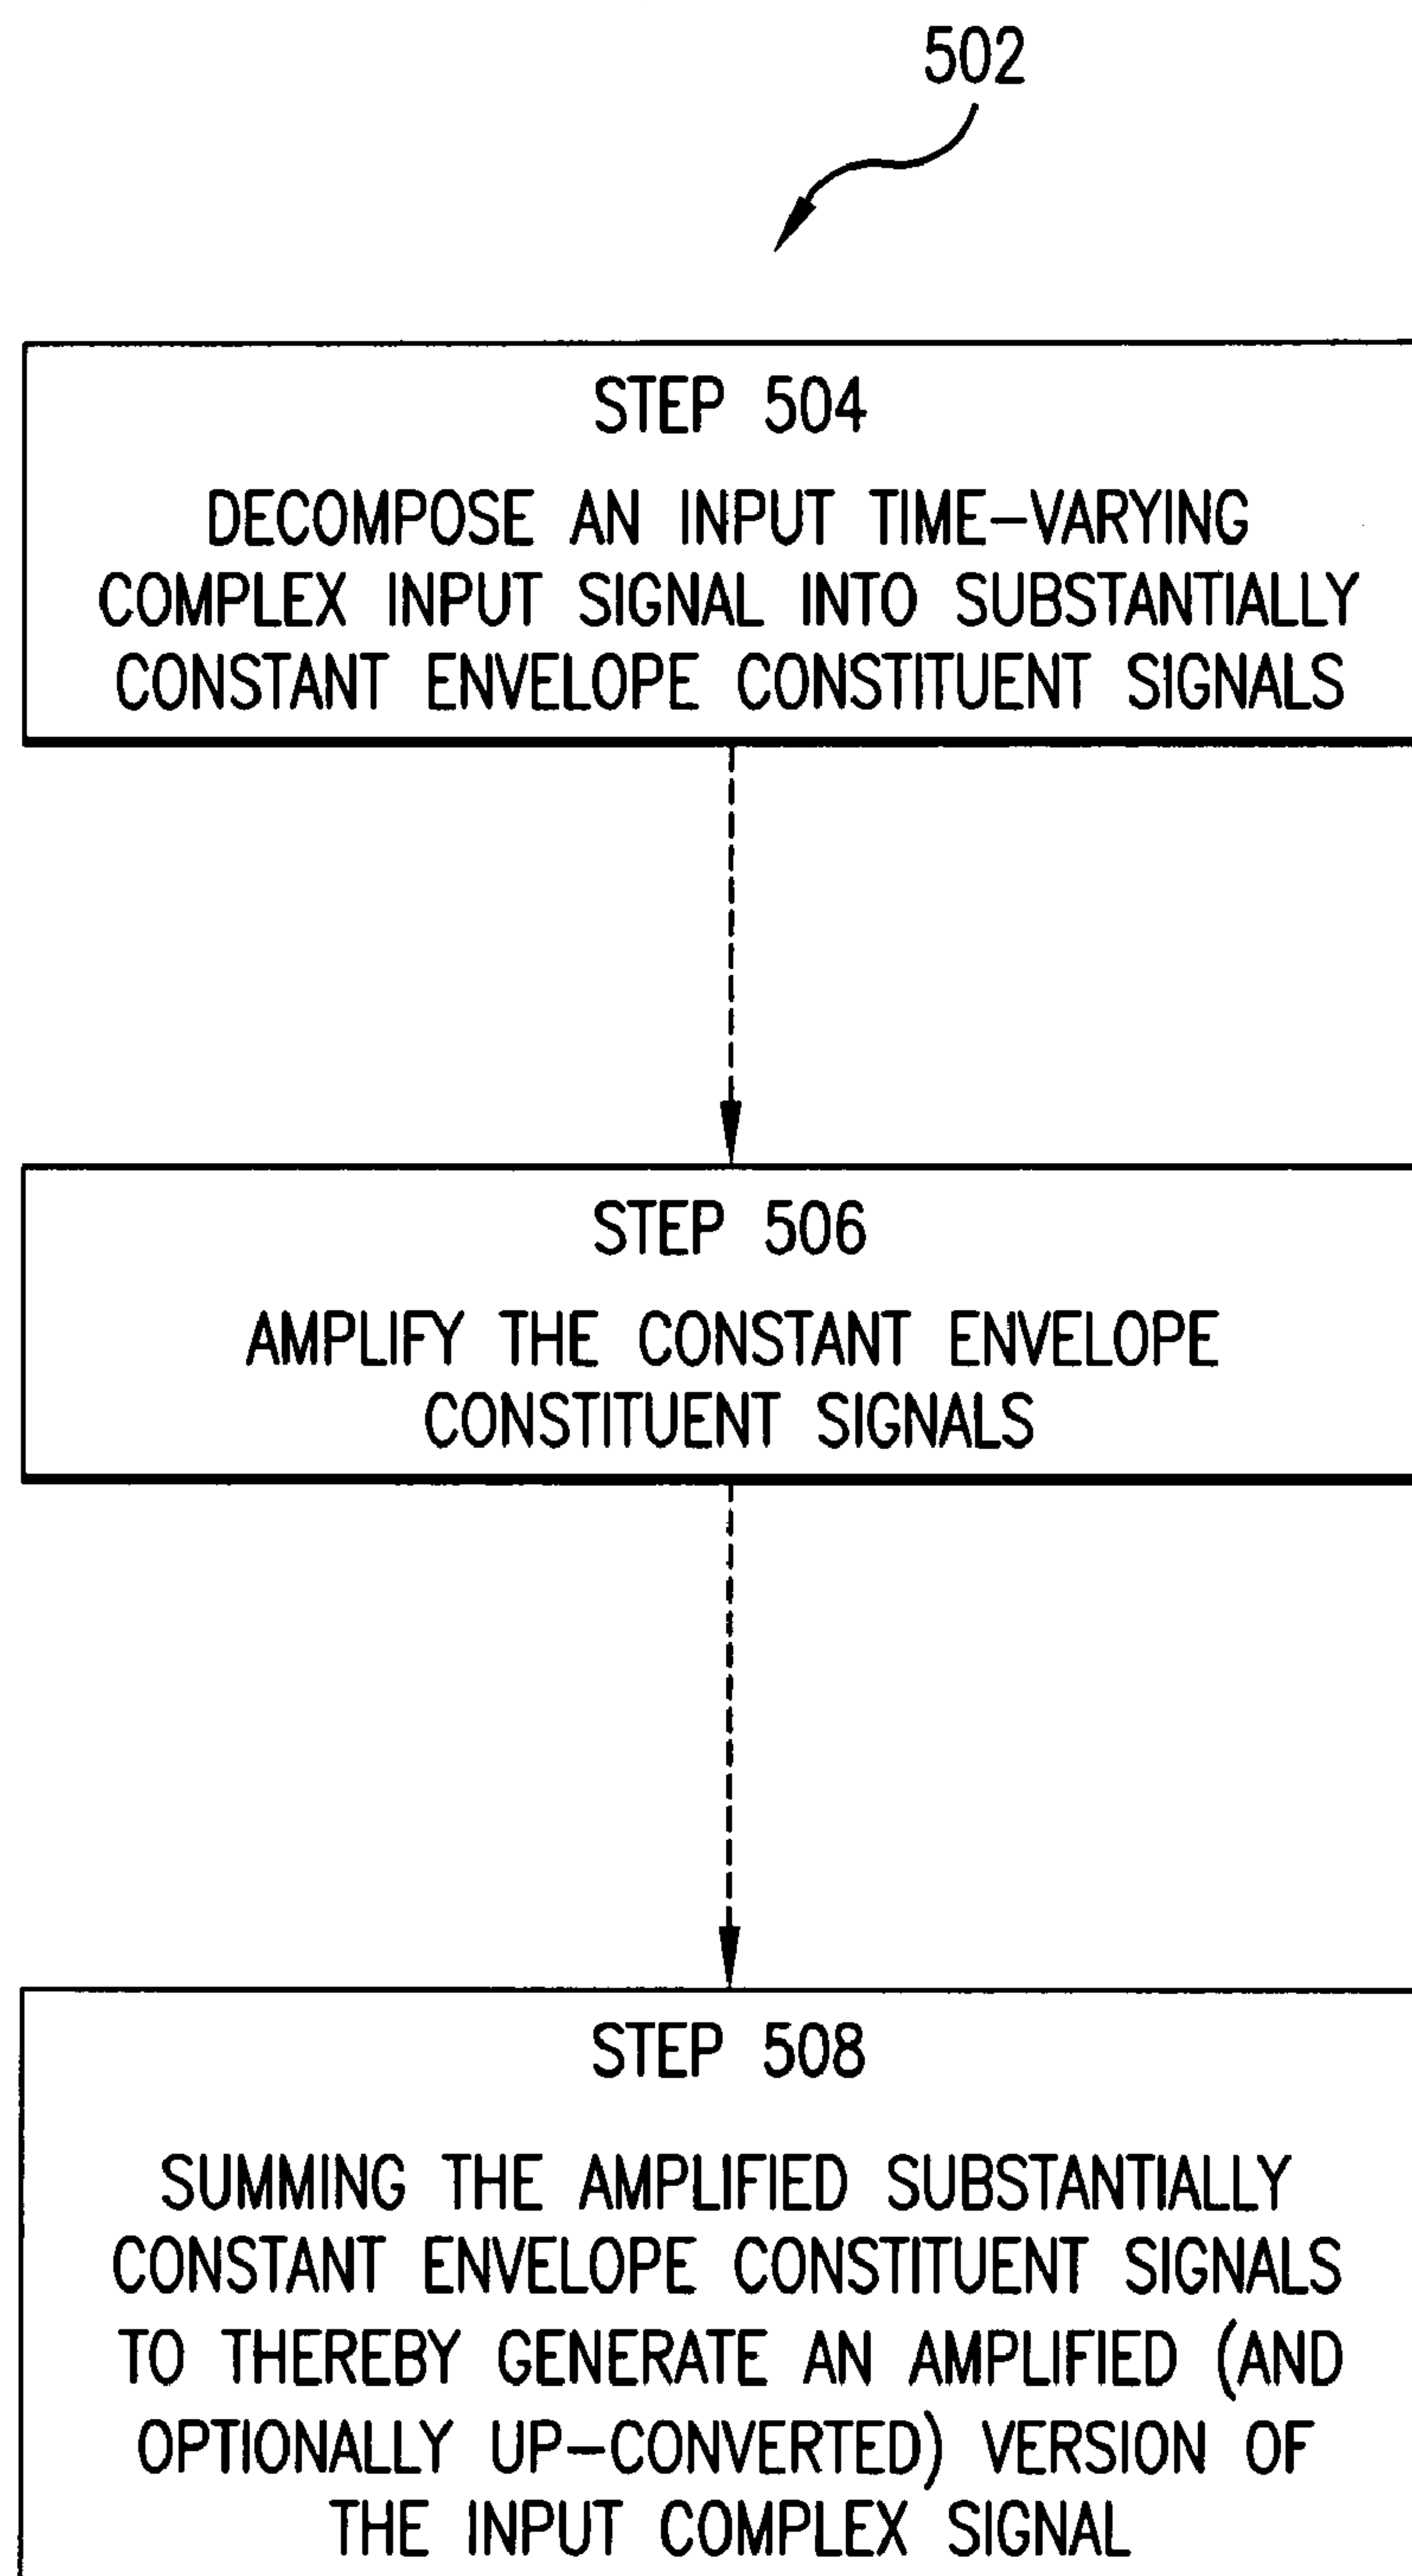 502
STEP 504
DECOMPOSE AN INPUT TIME-VARYING
COMPLEX INPUT SIGNAL INTO SUBSTANTIALLY
CONSTANT ENVELOPE CONSTITUENT SIGNALS
STEP 506
AMPLIFY THE CONSTANT ENVELOPE
CONSTITUENT SIGNALS
STEP 508
SUMMING THE AMPLIFIED SUBSTANTIALLY
CONSTANT ENVELOPE CONSTITUENT SIGNALS
TO THEREBY GENERATE AN AMPLIFIED (AND
OPTIONALLY UP-CONVERTED) VERSION OF
THE INPUT COMPLEX SIGNAL